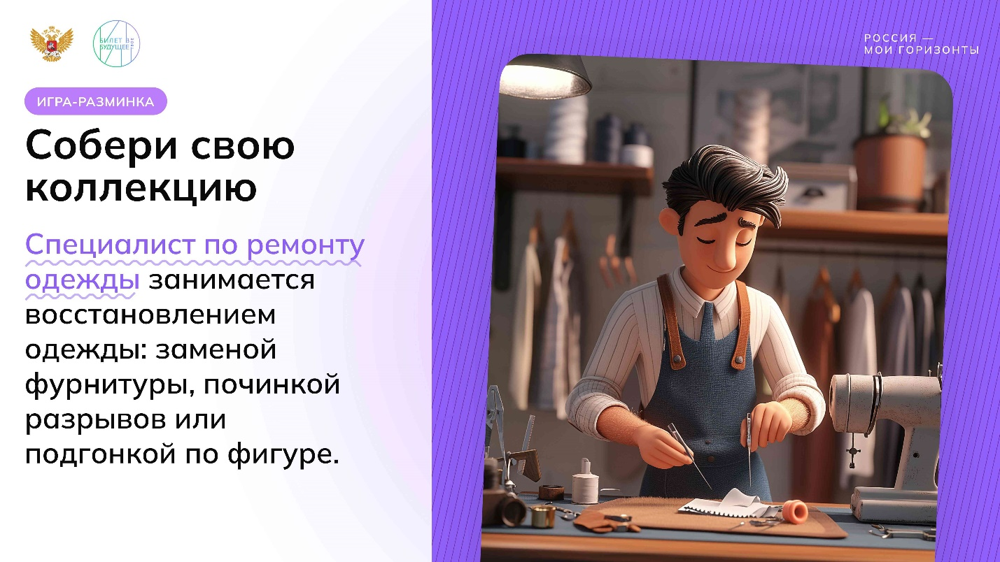 БИЛЕТ В
БУДУЩЕЕ
ТВОЕ
РОССИЯ —
МОИ ГОРИЗОНТЫ
ИГРА-РАЗМИНКА
Собери свою
коллекцию
Специалист по ремонту
одежды занимается
восстановлением
одежды: заменой
фурнитуры, починкой
разрывов или
подгонкой по фигуре.